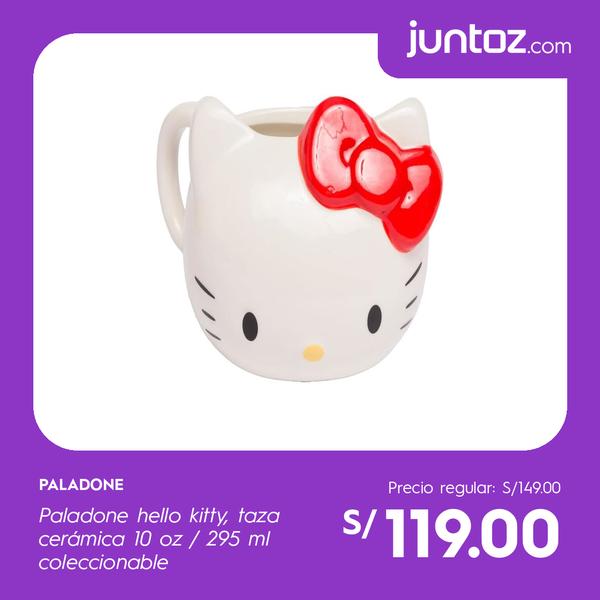 juntoz.com
PALADONE
Paladone hello kitty, taza
cerámica 10 oz / 295 ml
coleccionable
Precio regular: S/149.00
S/119.00